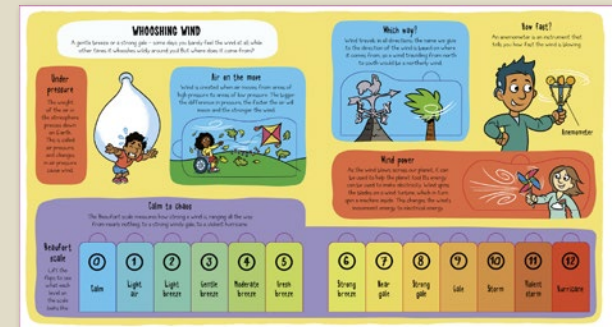 WHOOSHING WIND
A gentle breeze or a strong gale – some days you barely feel the wind at all while
other times it whooshes wildly around you! But where does it come from?
Under
pressure
The weight
of the air in
the atmosphere
presses down
on Earth.
This is called
air pressure
and changes
in air pressure
cause wind.
Air on the move
Wind is created when air moves from areas of
high pressure to areas of low pressure. The bigger
the difference in pressure, the faster the air will
move and the stronger the wind.
Which way?
Wind travels in all directions, the name we give
to the direction of the wind is based on where
it comes from, so a wind travelling from north
to south would be a northerly wind.
How fast?
An anemometer is an instrument that
tells you how fast the wind is blowing.
Anemometer
Wind power
As the wind blows across our planet, it can
be used to help the planet too! Its energy
can be used to make electricity. Wind spins
the blades on a wind turbine, which in turn
spin a machine inside. This changes the wind's
movement energy to electrical energy.
Calm to chaos
The Beaufort scale measures how strong a wind is, ranging all the way
from nearly nothing to a strong windy gale, to a violent hurricane.
Beaufort
scale
Lift the
flaps to see
what each
level on
the scale
looks like.
0
Calm
1
Light
air
2
Light
breeze
3
Gentle
breeze
4
Moderate
breeze
5
Fresh
breeze
6
Strong
breeze
7
Near
gale
8
Strong
gale
9
Gale
10
Storm
11
Violent
storm
12
Hurricane